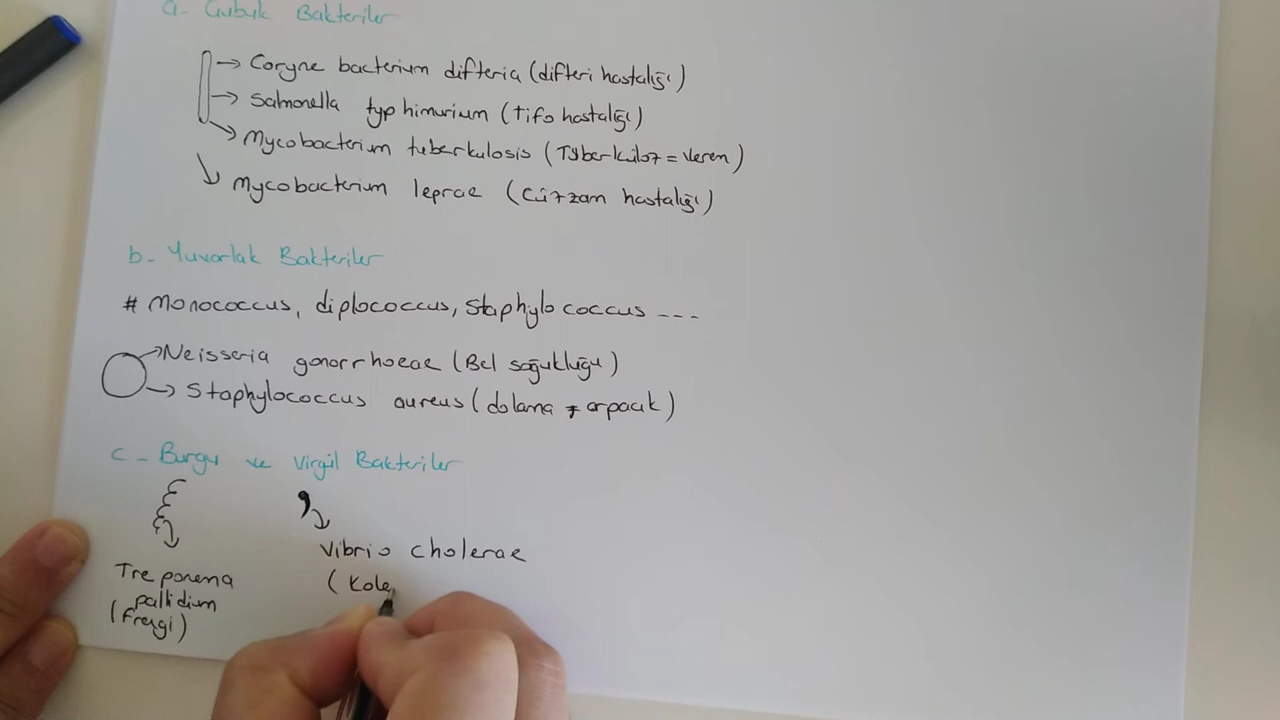 a- Çubuk Bakteriler
→ Coryne bacterium difteria (difteri hastalığı)
→ Salmonella typhimurium (Tifo hastalığı)
→ Mycobacterium tuberkulosis (Tüberküloz = Verem)
Mycobacterium leprae (Cüzzam hastalığı)
b- Yuvarlak Bakteriler
# Monococcus, diplococcus, Staphylococcus ---
→ Neisseria gonorrhoeae (Bel soğukluğu)
→ Staphylococcus aureus (dolama, arpacık)
c- Burgu ve Virgül Bakteriler
Vibrio cholerae
(Kole
Treponema
pallidium
(Frengi)